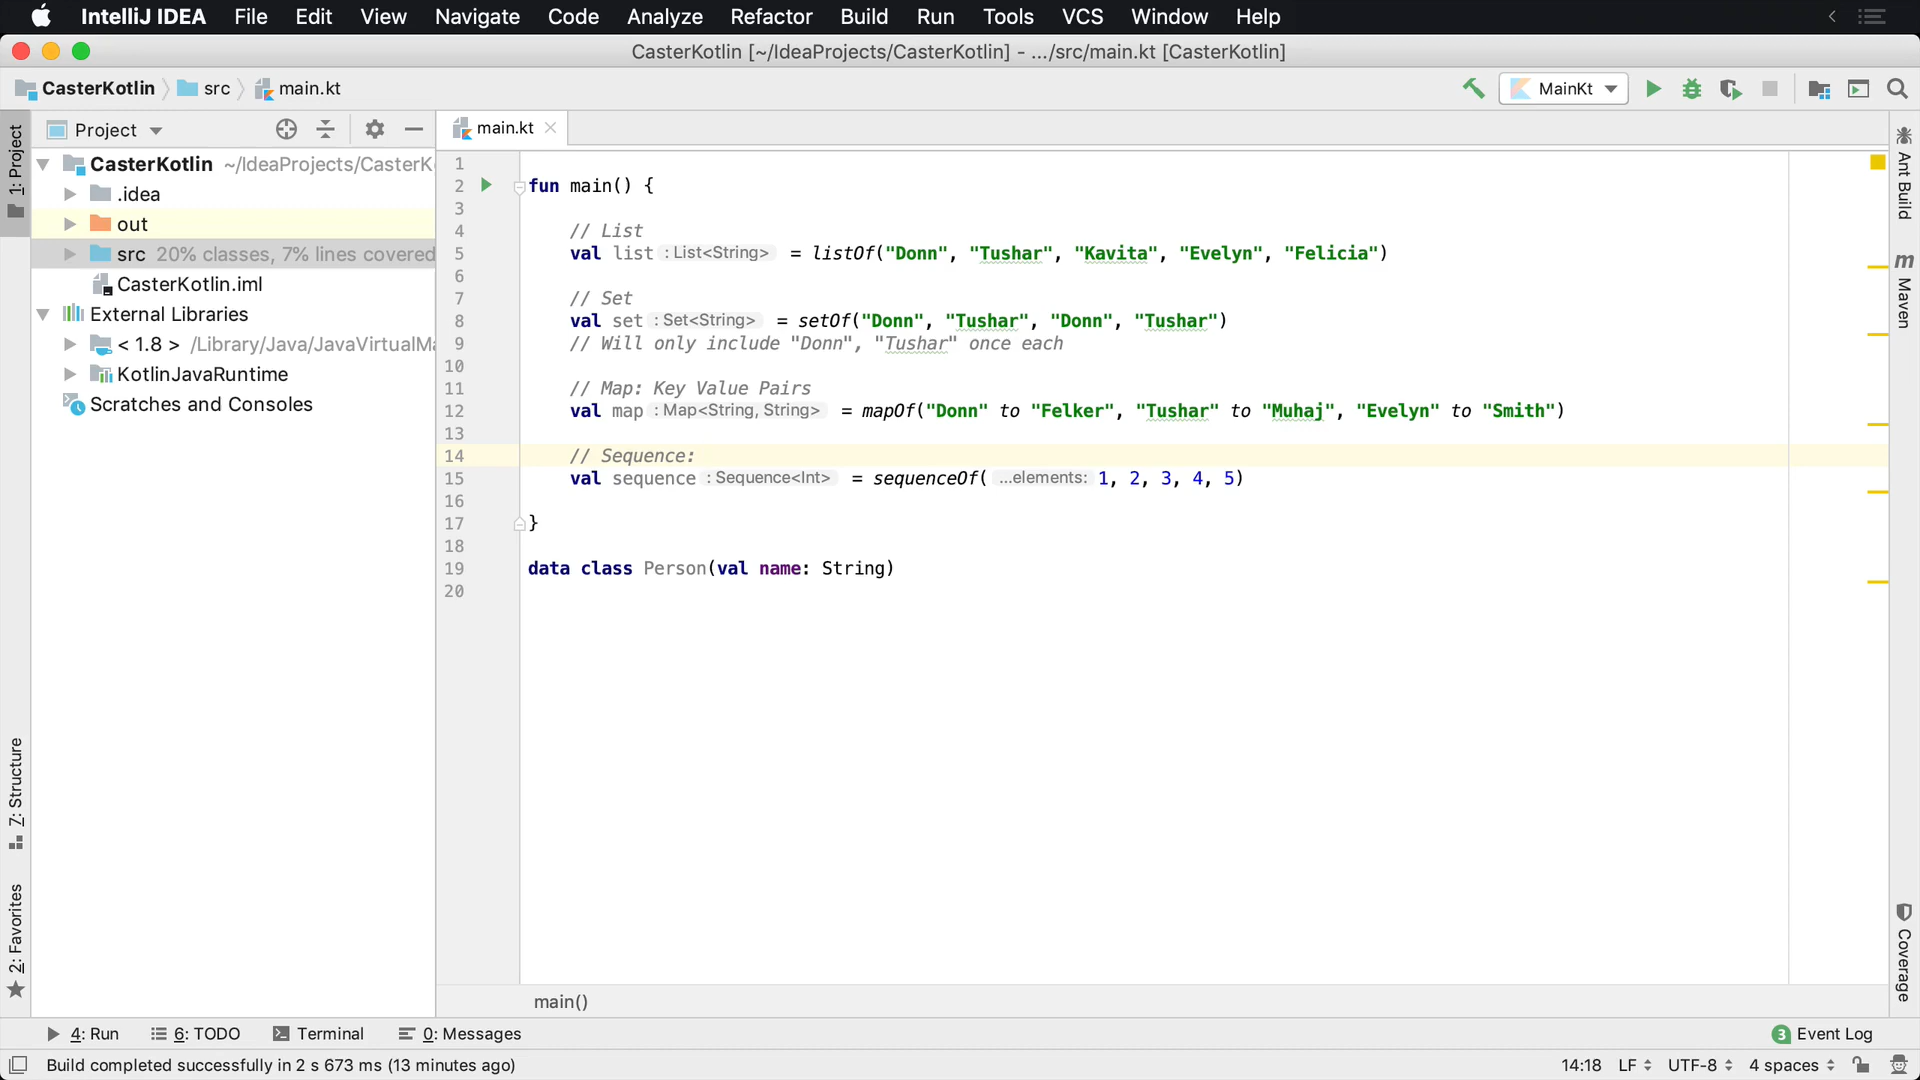 IntelliJ IDEA File Edit View Navigate Code Analyze Refactor Build Run Tools VCS Window Help
CasterKotlin [~/IdeaProjects/CasterKotlin] - .../src/main.kt [CasterKotlin]
CasterKotlin src main.kt MainKt
1: Project
Project
CasterKotlin ~/IdeaProjects/CasterK
.idea
out
src 20% classes, 7% lines covered
CasterKotlin.iml
External Libraries
< 1.8 > /Library/Java/JavaVirtualMa
KotlinJavaRuntime
Scratches and Consoles
Z: Structure
2: Favorites
main.kt
1
2 fun main() {
3
4 // List
5 val list : List<String> = listOf("Donn", "Tushar", "Kavita", "Evelyn", "Felicia")
6
7 // Set
8 val set : Set<String> = setOf("Donn", "Tushar", "Donn", "Tushar")
9 // Will only include "Donn", "Tushar" once each
10
11 // Map: Key Value Pairs
12 val map : Map<String, String> = mapOf("Donn" to "Felker", "Tushar" to "Muhaj", "Evelyn" to "Smith")
13
14 // Sequence:
15 val sequence : Sequence<Int> = sequenceOf( ...elements: 1, 2, 3, 4, 5)
16
17 }
18
19 data class Person(val name: String)
20
main()
Ant Build
Maven
Coverage
4: Run 6: TODO Terminal 0: Messages 3 Event Log
Build completed successfully in 2 s 673 ms (13 minutes ago) 14:18 LF UTF-8 4 spaces